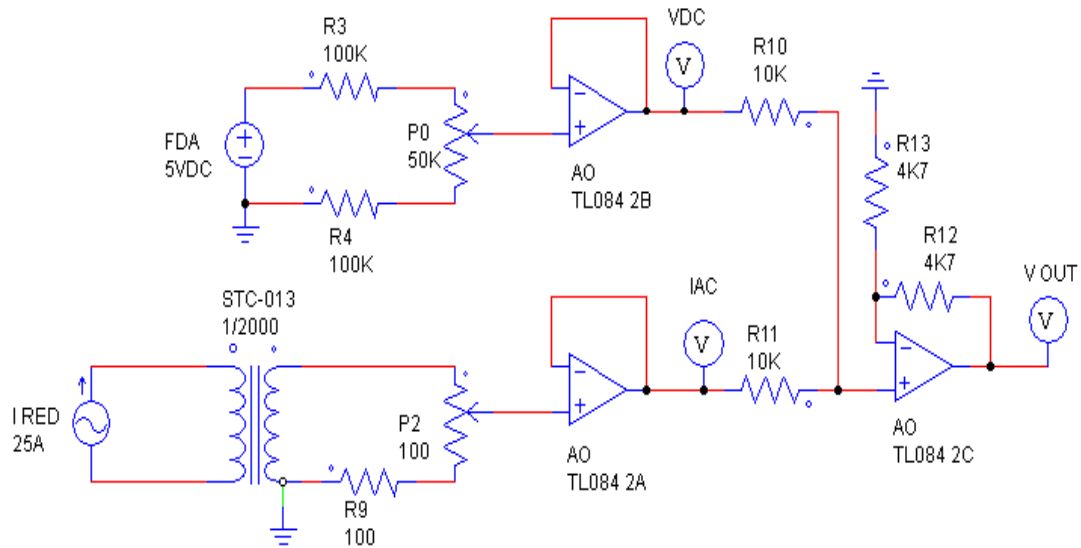 R3
100K
FDA
5VDC
P0
50K
R4
100K
AO
TL084 2B
VDC
V
R10
10K
R13
4K7
R12
4K7
V OUT
V
STC-013
1/2000
I RED
25A
P2
100
R9
100
AO
TL084 2A
IAC
V
R11
10K
AO
TL084 2C